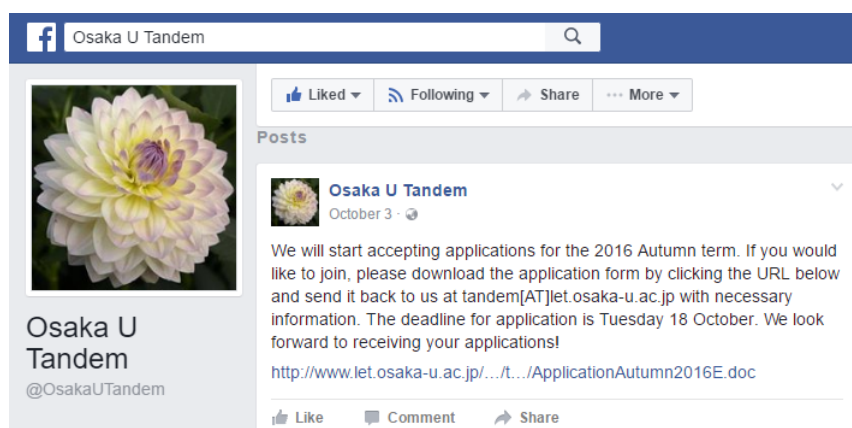 Osaka U Tandem
Liked
Following
Share
More
Posts
Osaka U Tandem
October 3 ·
We will start accepting applications for the 2016 Autumn term. If you would
like to join, please download the application form by clicking the URL below
and send it back to us at tandem[AT]let.osaka-u.ac.jp with necessary
information. The deadline for application is Tuesday 18 October. We look
forward to receiving your applications!
http://www.let.osaka-u.ac.jp/.../t.../ApplicationAutumn2016E.doc
Like
Comment
Share
Osaka U
Tandem
@OsakaUTandem